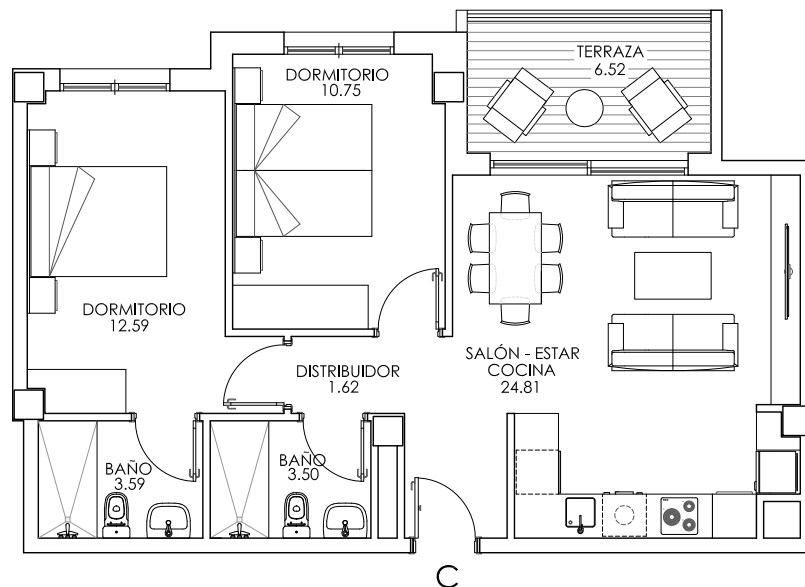 TERRAZA
6.52
DORMITORIO
10.75
DORMITORIO
12.59
DISTRIBUIDOR
1.62
SALÓN - ESTAR
COCINA
24.81
BAÑO
3.59
BAÑO
3.50
C